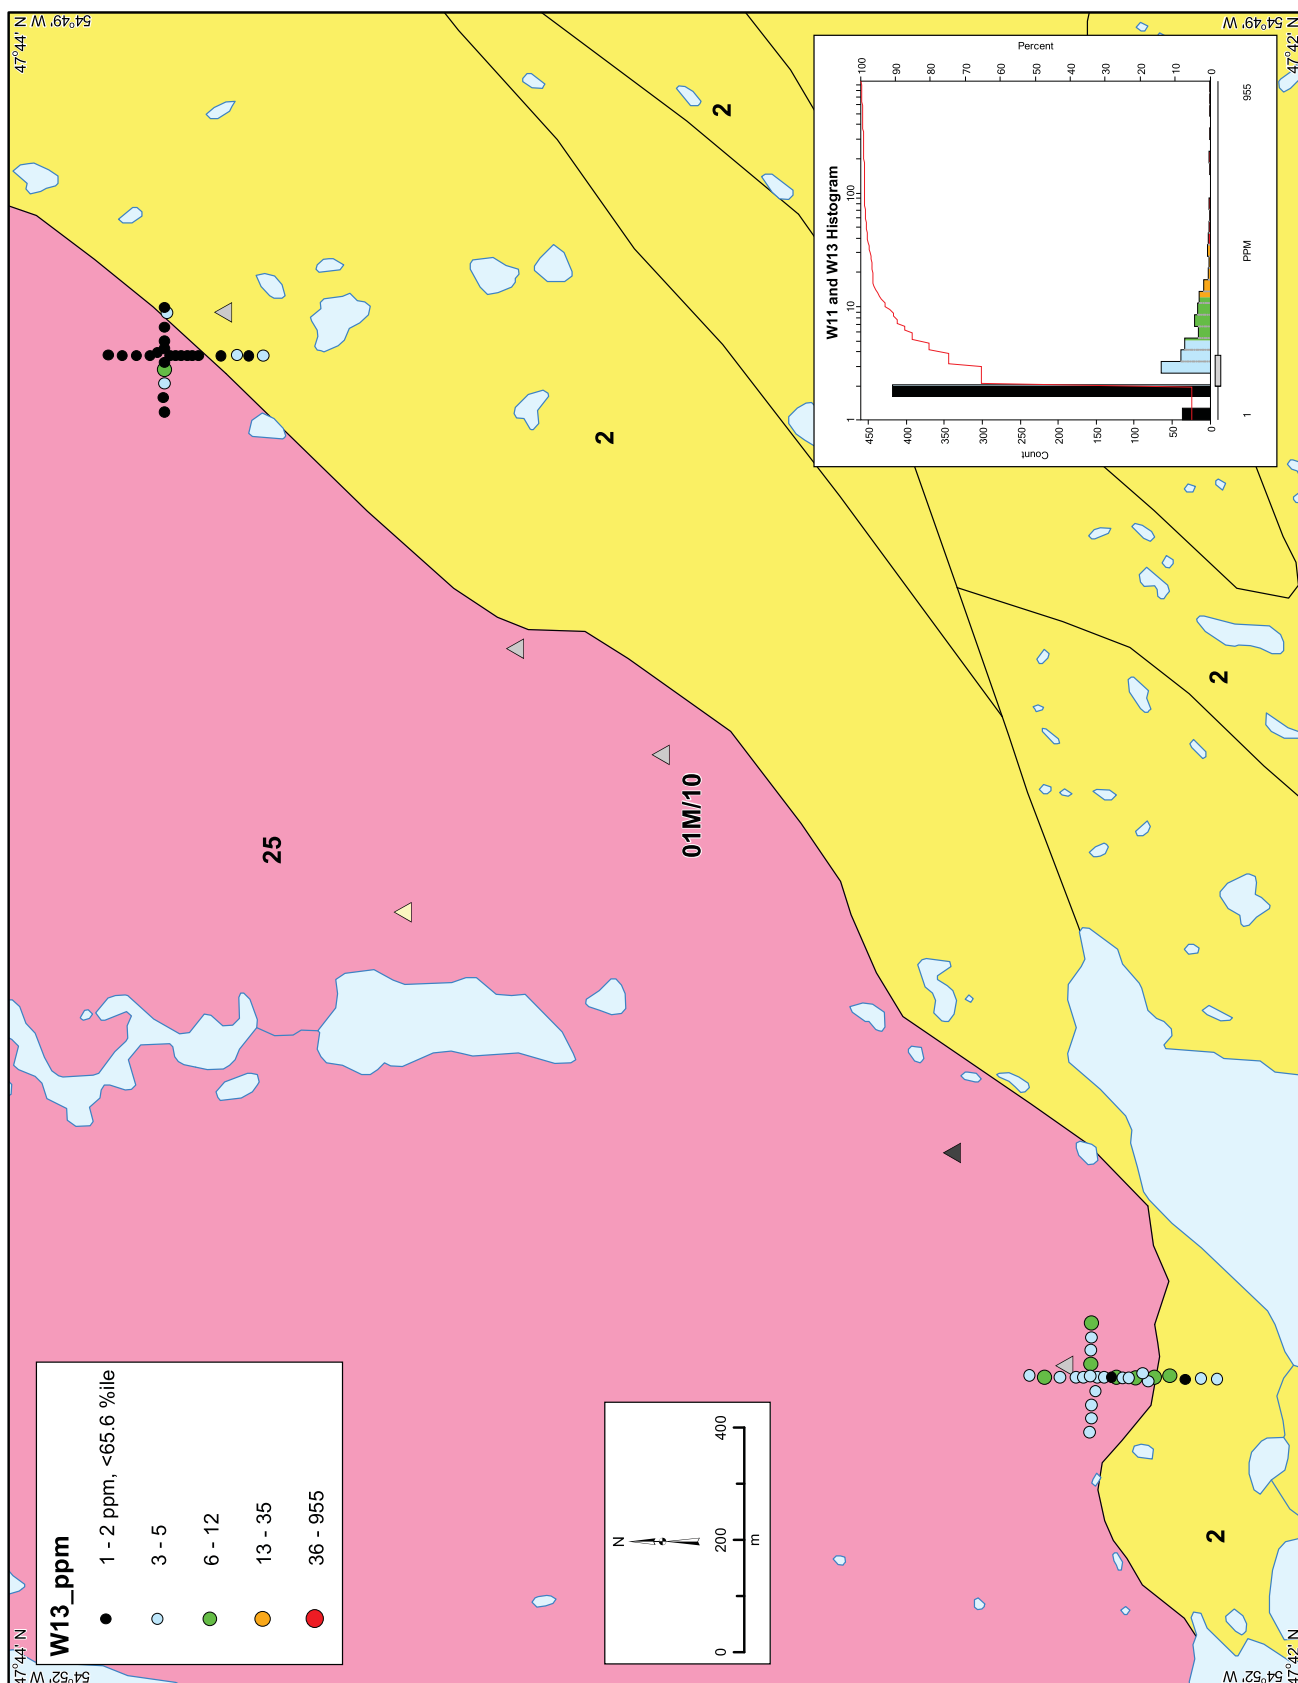 W13_ppm
1 - 2 ppm, <65.6 %ile
3 - 5
6 - 12
13 - 35
36 - 955
N
0 200 400
m
25
01M/10
2
2
2
2
47°44' N
54°52' W
47°44' N
54°49' W
47°42' N
54°52' W
47°42' N
54°49' W
W11 and W13 Histogram
Count
450
400
350
300
250
200
150
100
50
0
Percent
100
90
80
70
60
50
40
30
20
10
0
1 10 100
1 PPM 955